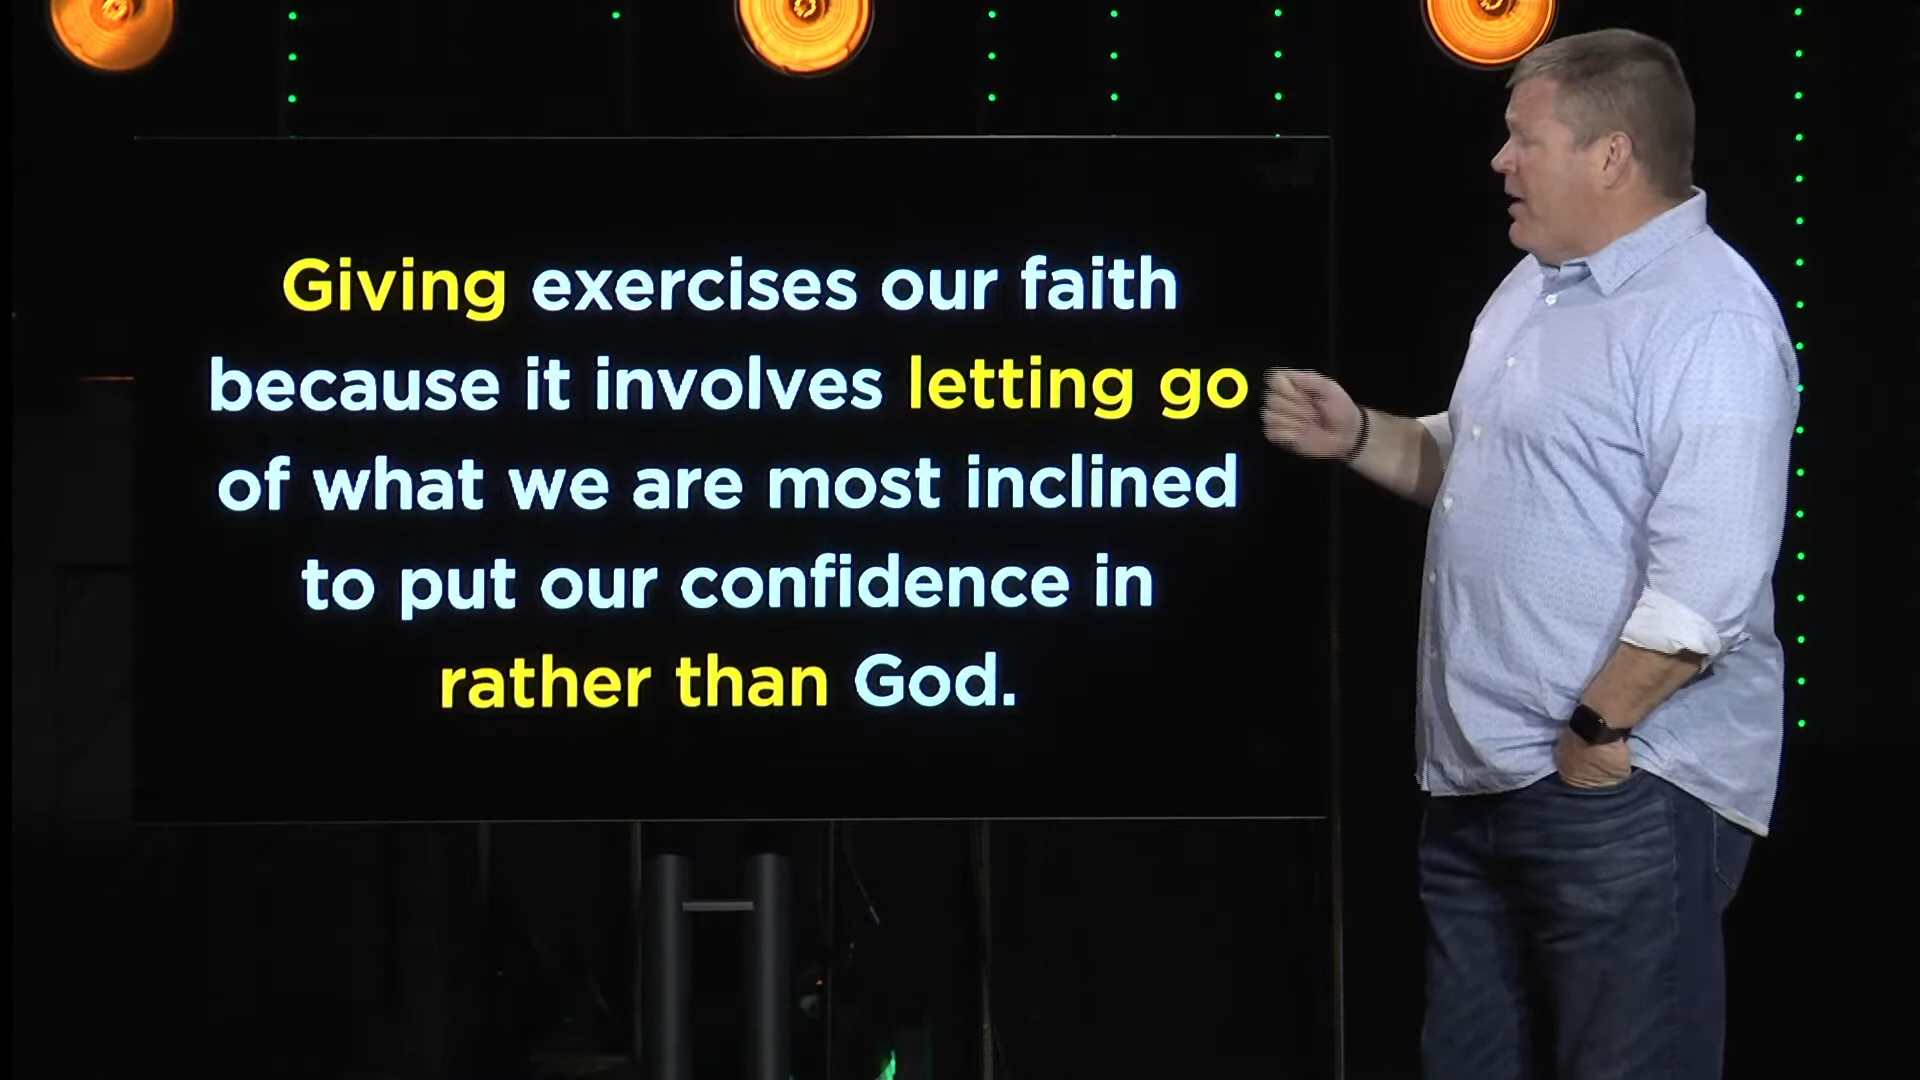 Giving exercises our faith
because it involves letting go
of what we are most inclined
to put our confidence in
rather than God.